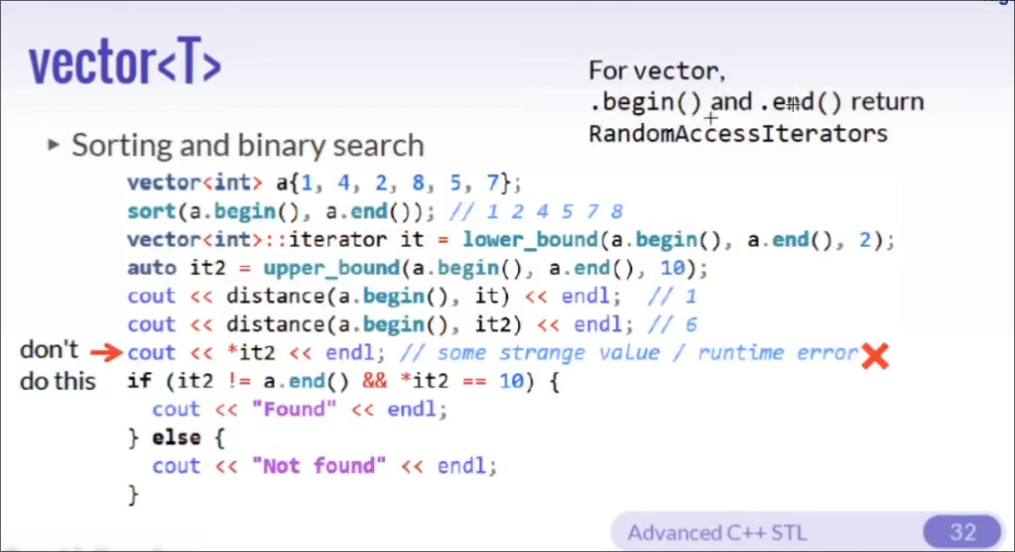 vector<T>
For vector,
.begin() and .end() return
RandomAccessIterators
Sorting and binary search
vector<int> a{1, 4, 2, 8, 5, 7};
sort(a.begin(), a.end()); // 1 2 4 5 7 8
vector<int>::iterator it = lower_bound(a.begin(), a.end(), 2);
auto it2 = upper_bound(a.begin(), a.end(), 10);
cout << distance(a.begin(), it) << endl; // 1
cout << distance(a.begin(), it2) << endl; // 6
don't
cout << *it2 << endl; // some strange value / runtime error
do this
if (it2 != a.end() && *it2 == 10) {
cout << "Found" << endl;
} else {
cout << "Not found" << endl;
}
Advanced C++ STL 32